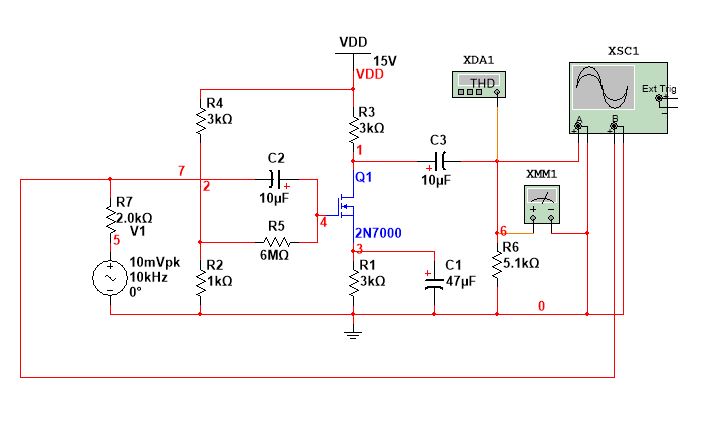 VDD
15V
VDD
XDA1
THD
XSC1
Ext Trig
+
A
B
+
+
R4
3kΩ
R3
3kΩ
1
C3
+
10µF
7
2
C2
+
10µF
Q1
XMM1
+
R7
2.0kΩ
5
V1
4
2N7000
6
R5
6MΩ
3
10mVpk
10kHz
0°
R2
1kΩ
R1
3kΩ
+
C1
47µF
R6
5.1kΩ
0